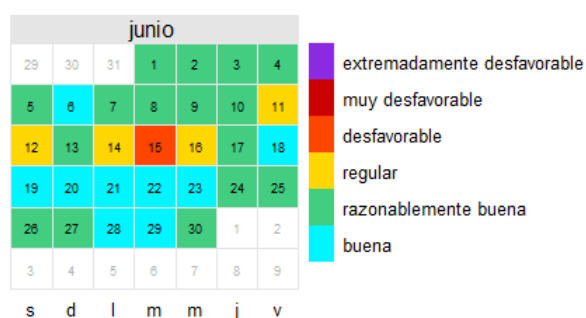 junio
29 30 31 1 2 3 4
5 6 7 8 9 10 11
12 13 14 15 16 17 18
19 20 21 22 23 24 25
26 27 28 29 30 1 2
3 4 5 6 7 8 9
s d l m m j v
extremadamente desfavorable
muy desfavorable
desfavorable
regular
razonablemente buena
buena